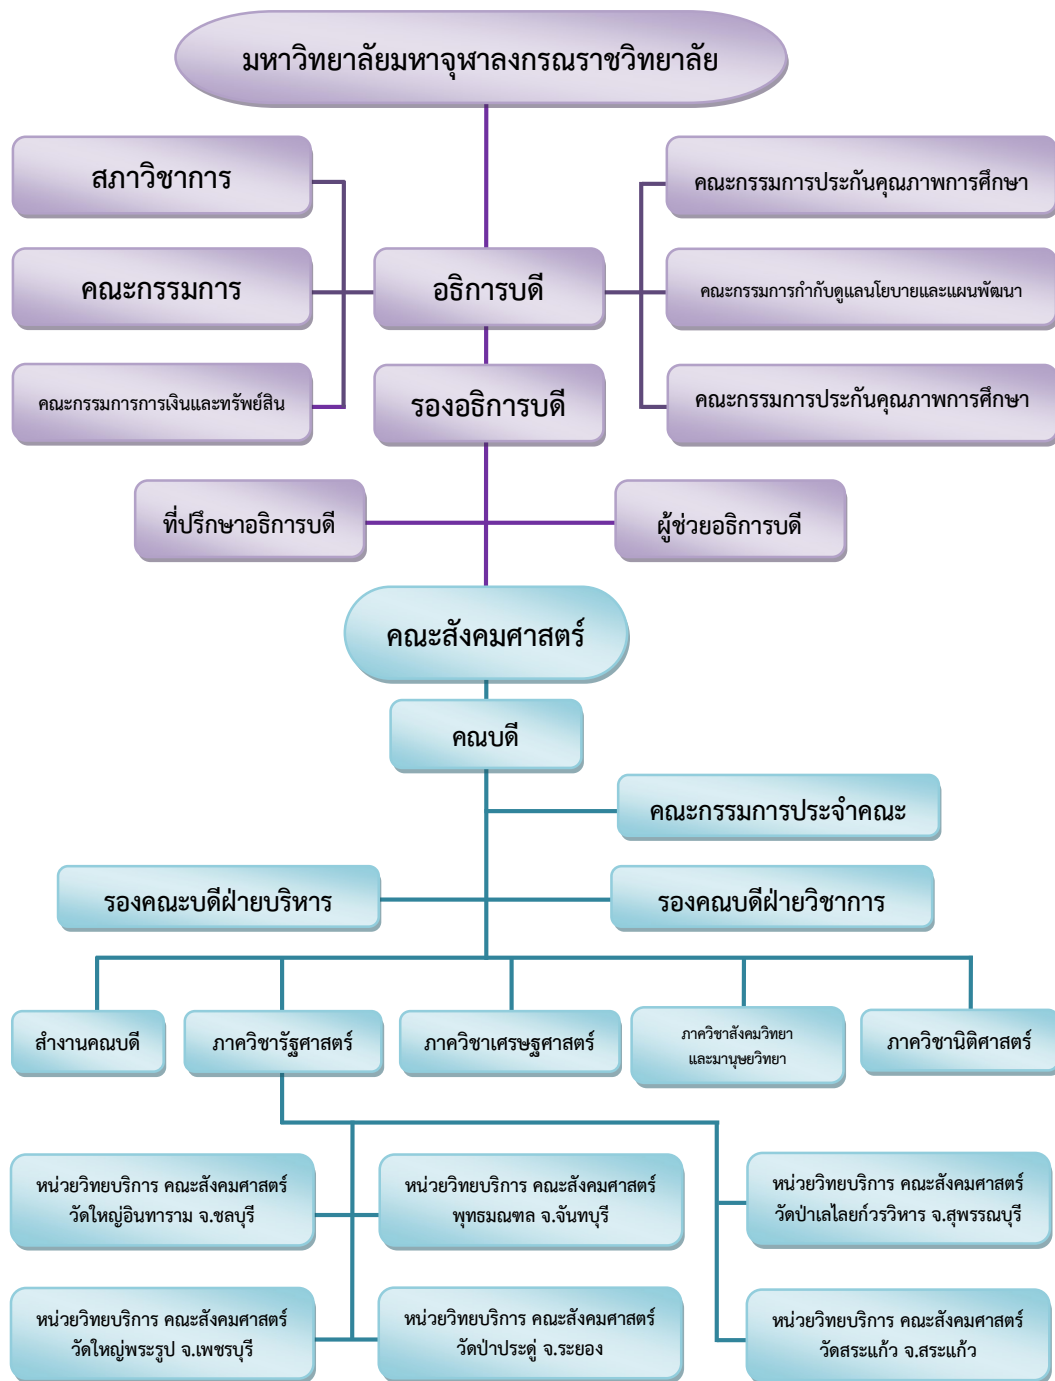 มหาวิทยาลัยมหาจุฬาลงกรณราชวิทยาลัย
สภาวิชาการ
คณะกรรมการประกันคุณภาพการศึกษา
คณะกรรมการ
อธิการบดี
คณะกรรมการกำกับดูแลนโยบายและแผนพัฒนา
คณะกรรมการการเงินและทรัพย์สิน
รองอธิการบดี
คณะกรรมการประกันคุณภาพการศึกษา
ที่ปรึกษาอธิการบดี
ผู้ช่วยอธิการบดี
คณะสังคมศาสตร์
คณบดี
คณะกรรมการประจำคณะ
รองคณะบดีฝ่ายบริหาร
รองคณบดีฝ่ายวิชาการ
สำงานคณบดี
ภาควิชารัฐศาสตร์
ภาควิชาเศรษฐศาสตร์
ภาควิชาสังคมวิทยา
และมานุษยวิทยา
ภาควิชานิติศาสตร์
หน่วยวิทยบริการ คณะสังคมศาสตร์
วัดใหญ่อินทาราม จ.ชลบุรี
หน่วยวิทยบริการ คณะสังคมศาสตร์
พุทธมณฑล จ.จันทบุรี
หน่วยวิทยบริการ คณะสังคมศาสตร์
วัดป่าเลไลยก์วรวิหาร จ.สุพรรณบุรี
หน่วยวิทยบริการ คณะสังคมศาสตร์
วัดใหญ่พระรูป จ.เพชรบุรี
หน่วยวิทยบริการ คณะสังคมศาสตร์
วัดป่าประดู่ จ.ระยอง
หน่วยวิทยบริการ คณะสังคมศาสตร์
วัดสระแก้ว จ.สระแก้ว